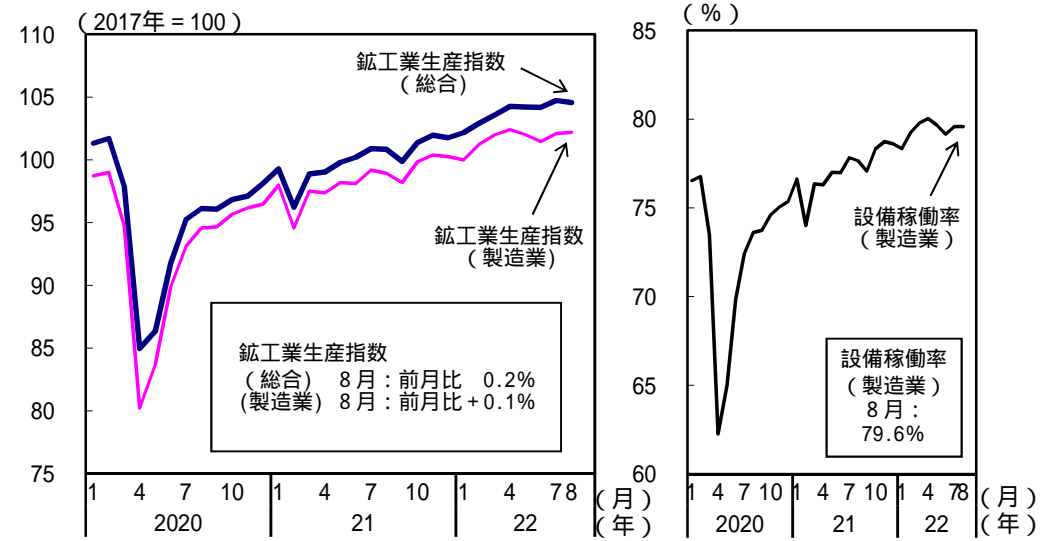 (2017年=100)
110
105
100
95
90
85
80
75
鉱工業生産指数
(総合)
鉱工業生産指数
(製造業)
鉱工業生産指数
(総合) 8月:前月比 0.2%
(製造業) 8月:前月比+0.1%
1 4 7 10 1 4 7 10 1 4 7 8 (月)
2020 21 22 (年)
(%)
85
80
75
70
65
60
設備稼働率
(製造業)
設備稼働率
(製造業)
8月:
79.6%
1 4 7 10 1 4 7 10 1 4 7 8 (月)
2020 21 22 (年)